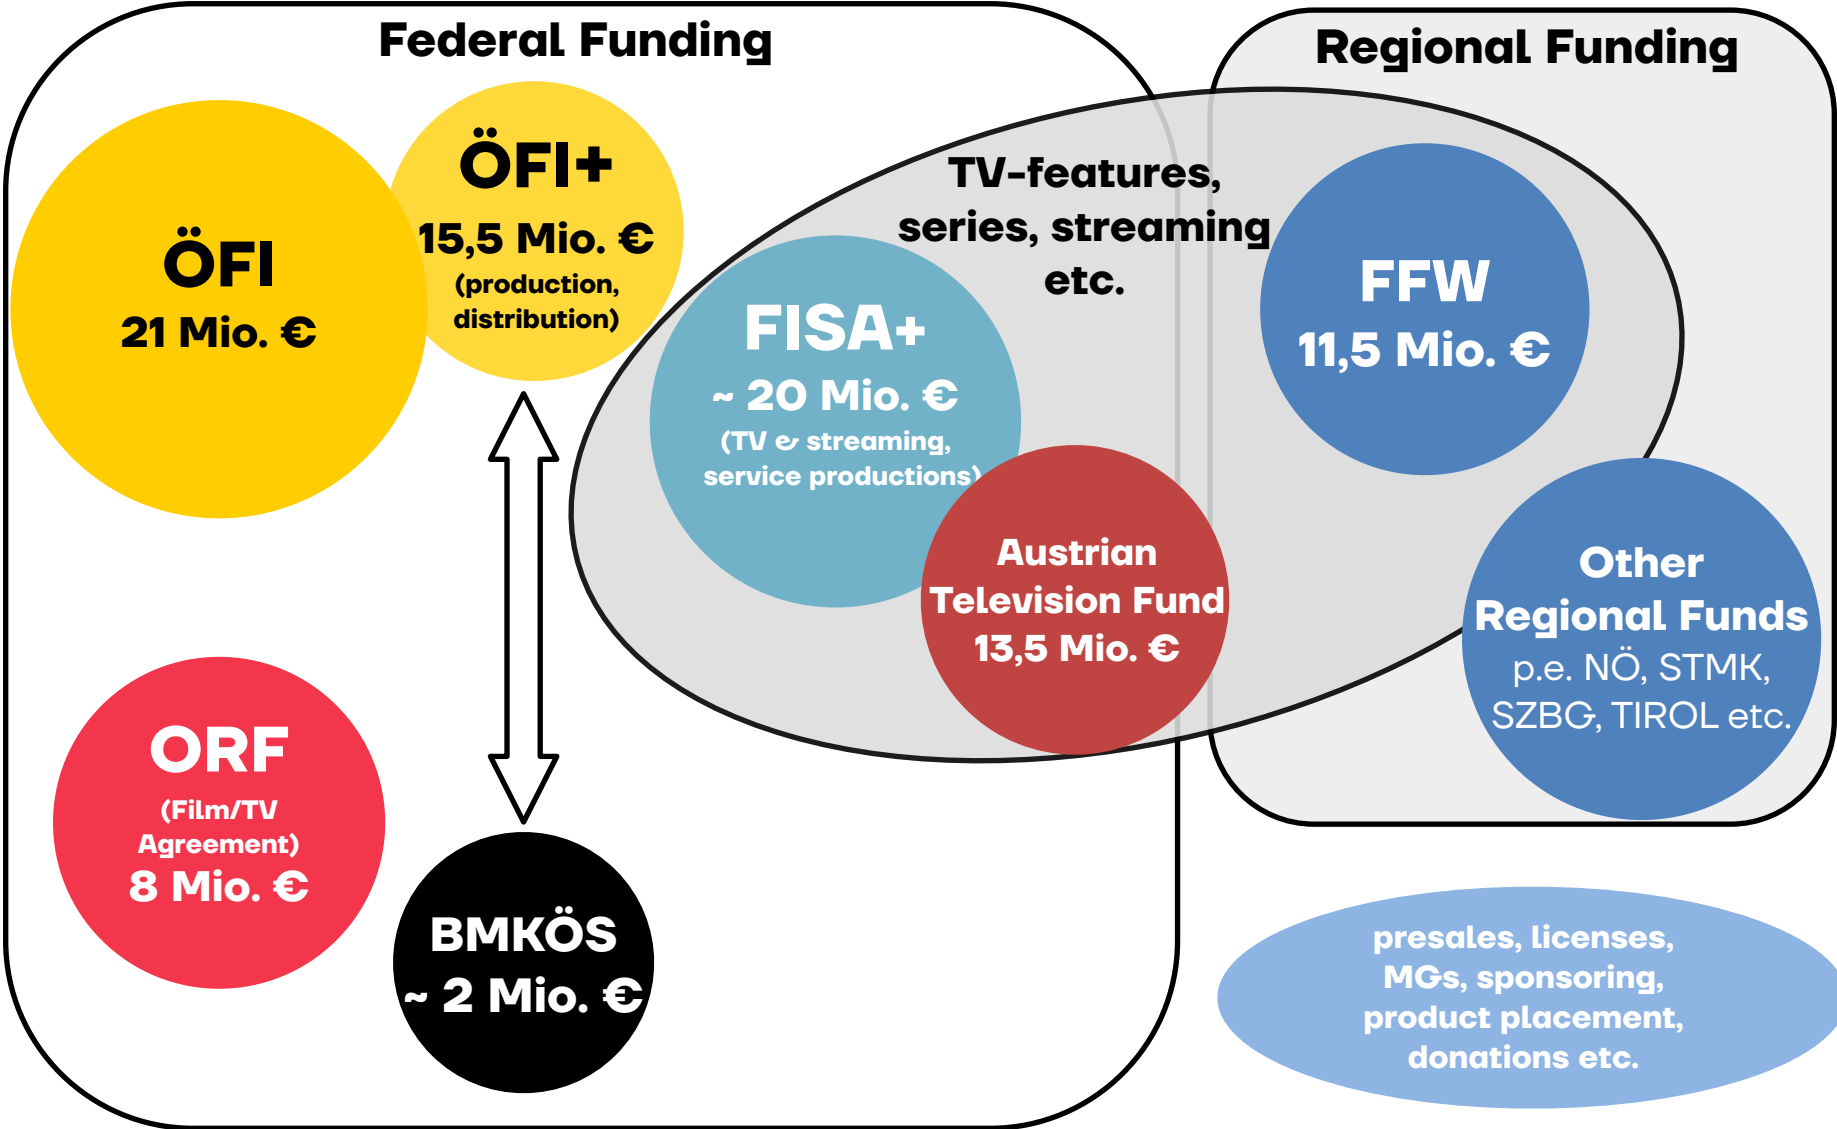 Federal Funding
ÖFI
21 Mio. €
ÖFI+
15,5 Mio. €
(production,
distribution)
TV-features,
series, streaming
etc.
FISA+
~ 20 Mio. €
(TV & streaming,
service productions)
Austrian
Television Fund
13,5 Mio. €
ORF
(Film/TV
Agreement)
8 Mio. €
BMKÖS
~ 2 Mio. €
Regional Funding
FFW
11,5 Mio. €
Other
Regional Funds
p.e. NÖ, STMK,
SZBG, TIROL etc.
presales, licenses,
MGs, sponsoring,
product placement,
donations etc.